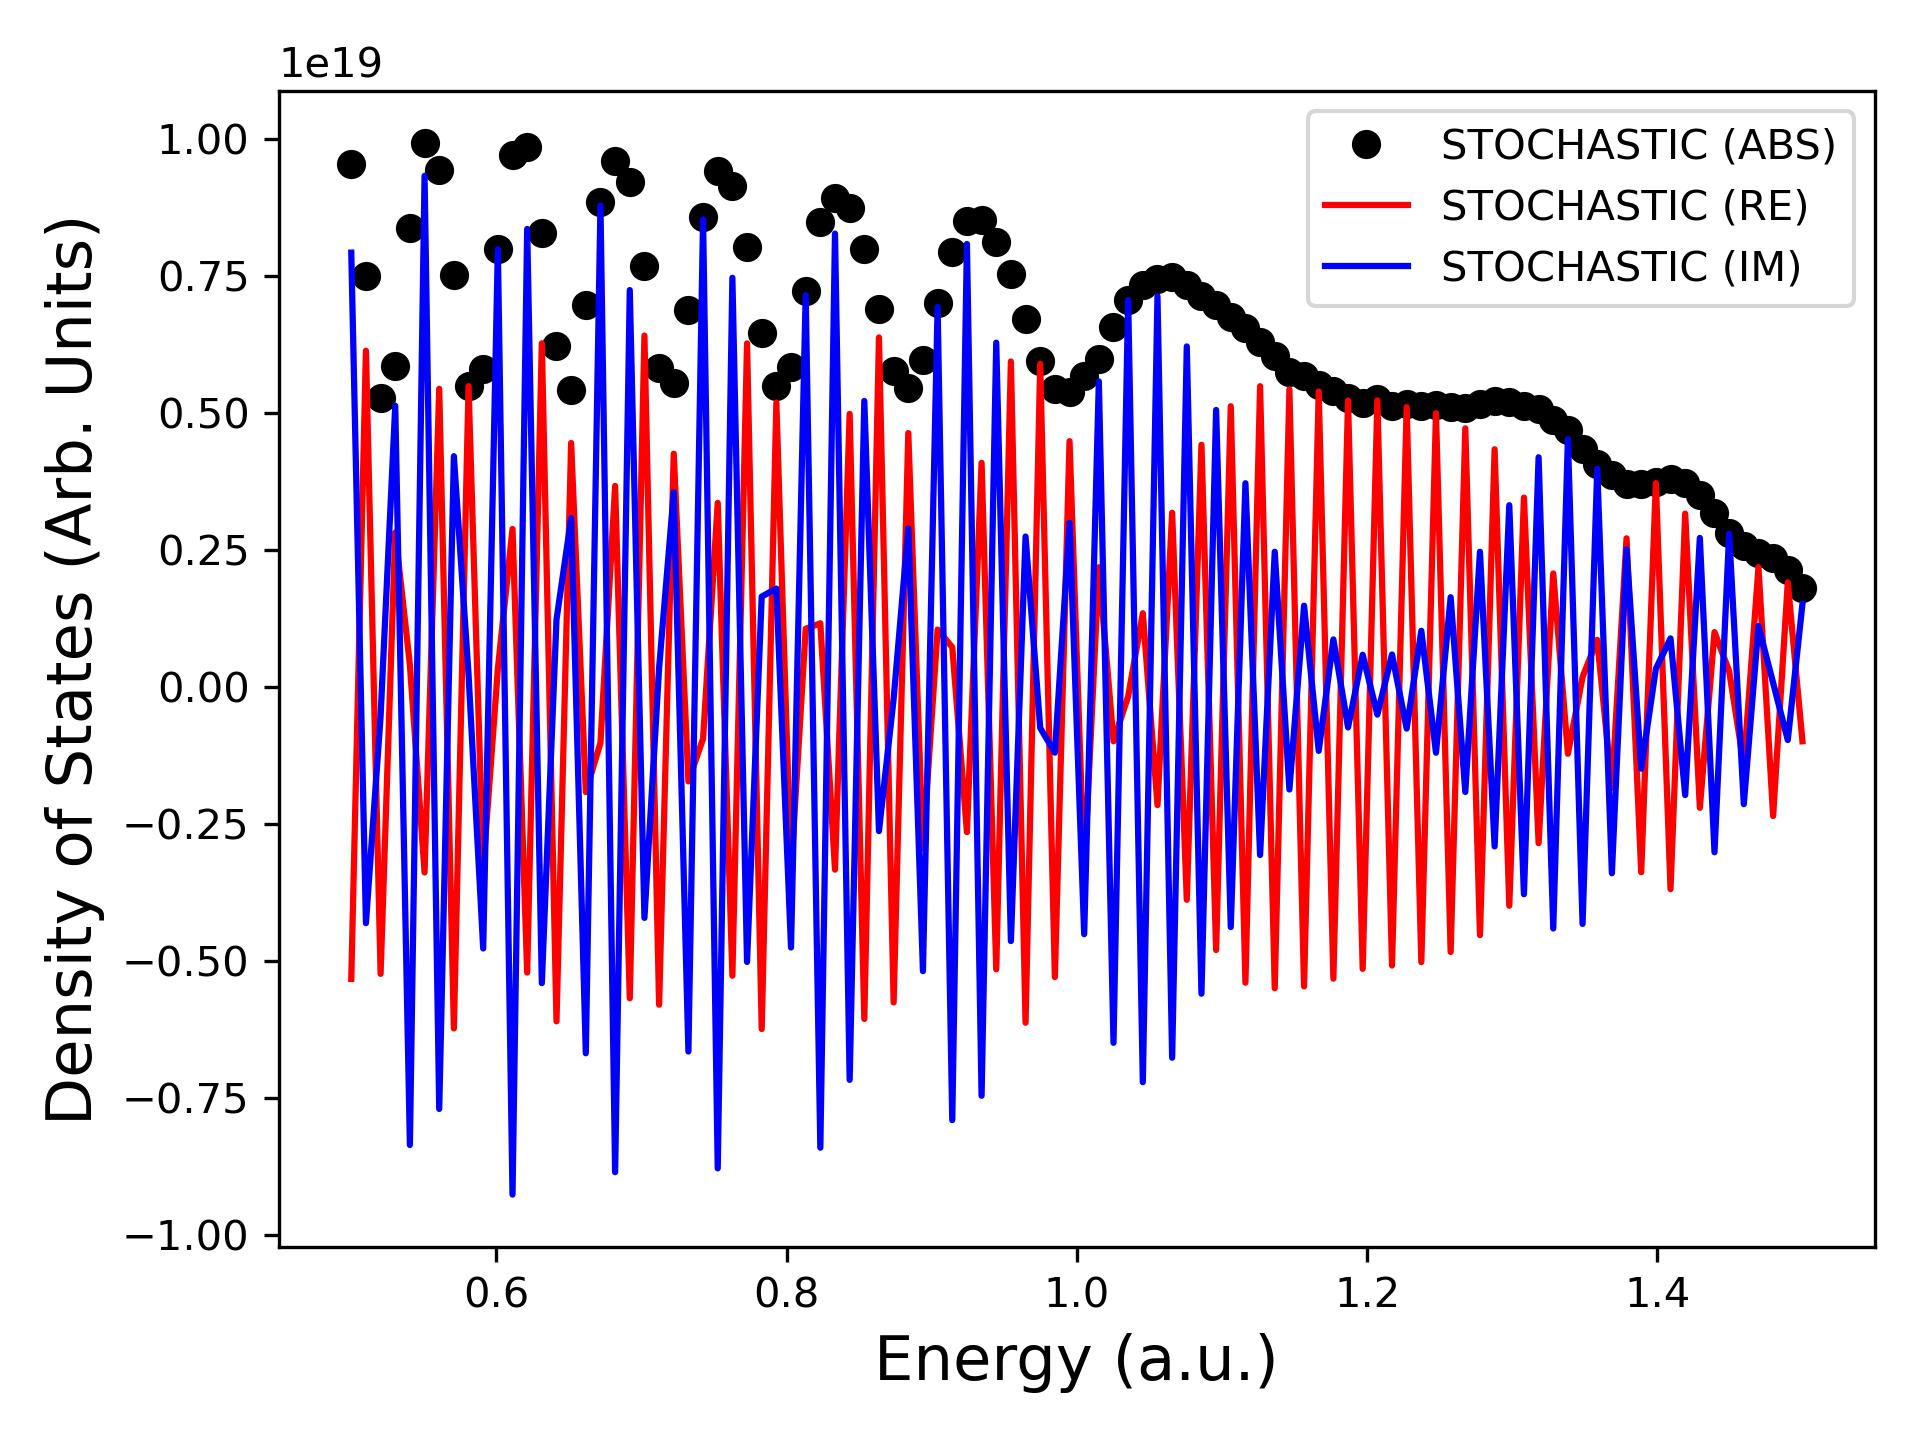 1e19
1.00
0.75
0.50
0.25
0.00
−0.25
−0.50
−0.75
−1.00
Density of States (Arb. Units)
STOCHASTIC (ABS)
STOCHASTIC (RE)
STOCHASTIC (IM)
0.6 0.8 1.0 1.2 1.4
Energy (a.u.)